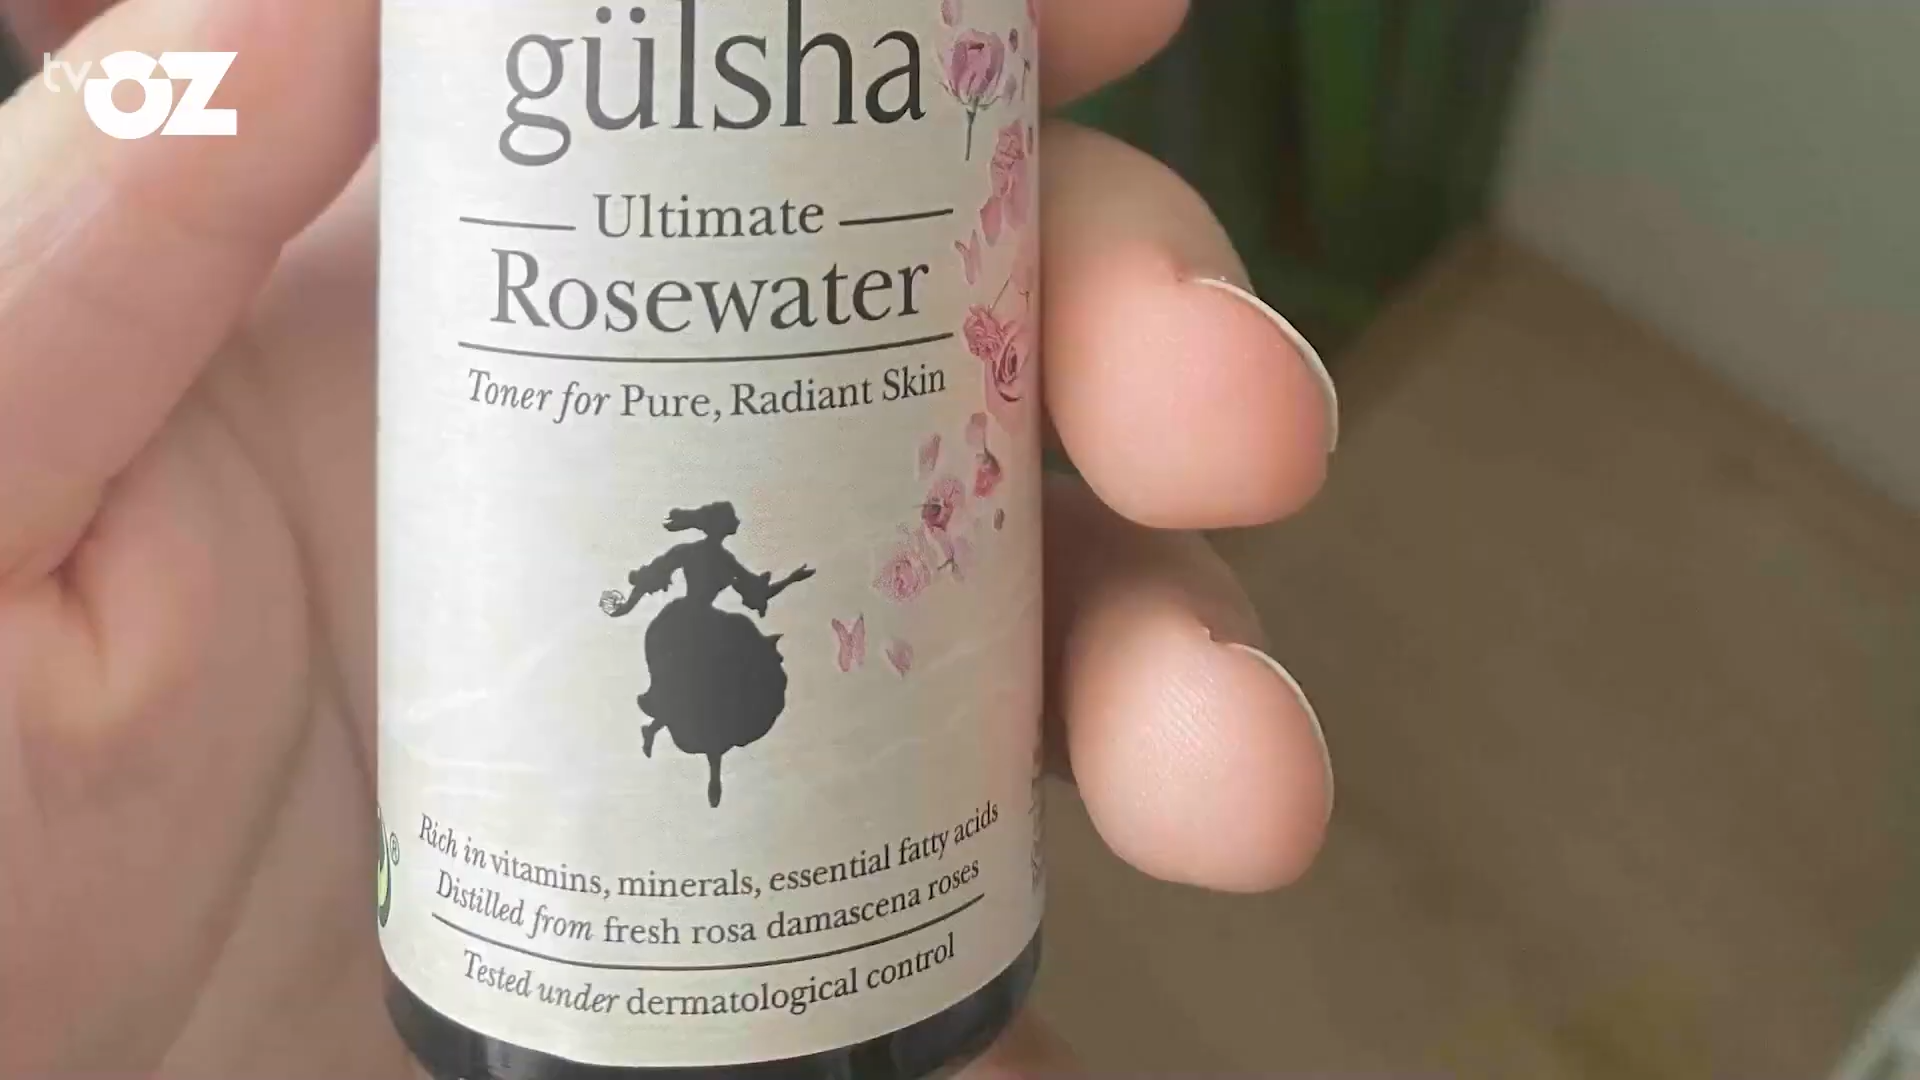 tvOZ
gülsha
Ultimate
Rosewater
Toner for Pure, Radiant Skin
Rich in vitamins, minerals, essential fatty acids
Distilled from fresh rosa damascena roses
Tested under dermatological control
®